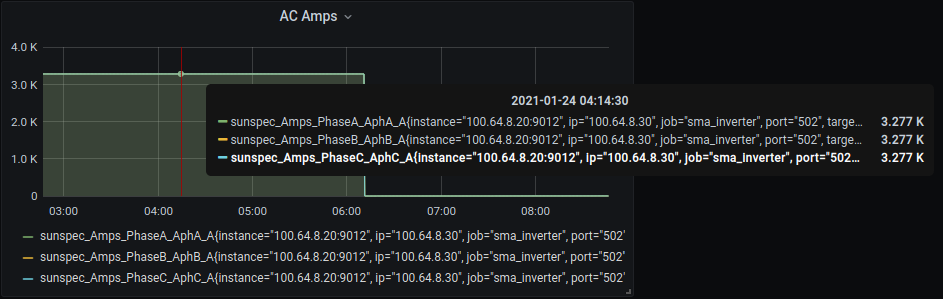 AC Amps
4.0 K
3.0 K
2.0 K
1.0 K
0
03:00 04:00 05:00 06:00 07:00 08:00
2021-01-24 04:14:30
sunspec_Amps_PhaseA_AphA_A{instance="100.64.8.20:9012", ip="100.64.8.30", job="sma_inverter", port="502", targe... 3.277 K
sunspec_Amps_PhaseB_AphB_A{instance="100.64.8.20:9012", ip="100.64.8.30", job="sma_inverter", port="502", targe... 3.277 K
sunspec_Amps_PhaseC_AphC_A{instance="100.64.8.20:9012", ip="100.64.8.30", job="sma_inverter", port="502... 3.277 K
sunspec_Amps_PhaseA_AphA_A{instance="100.64.8.20:9012", ip="100.64.8.30", job="sma_inverter", port="502"
sunspec_Amps_PhaseB_AphB_A{instance="100.64.8.20:9012", ip="100.64.8.30", job="sma_inverter", port="502"
sunspec_Amps_PhaseC_AphC_A{instance="100.64.8.20:9012", ip="100.64.8.30", job="sma_inverter", port="502"